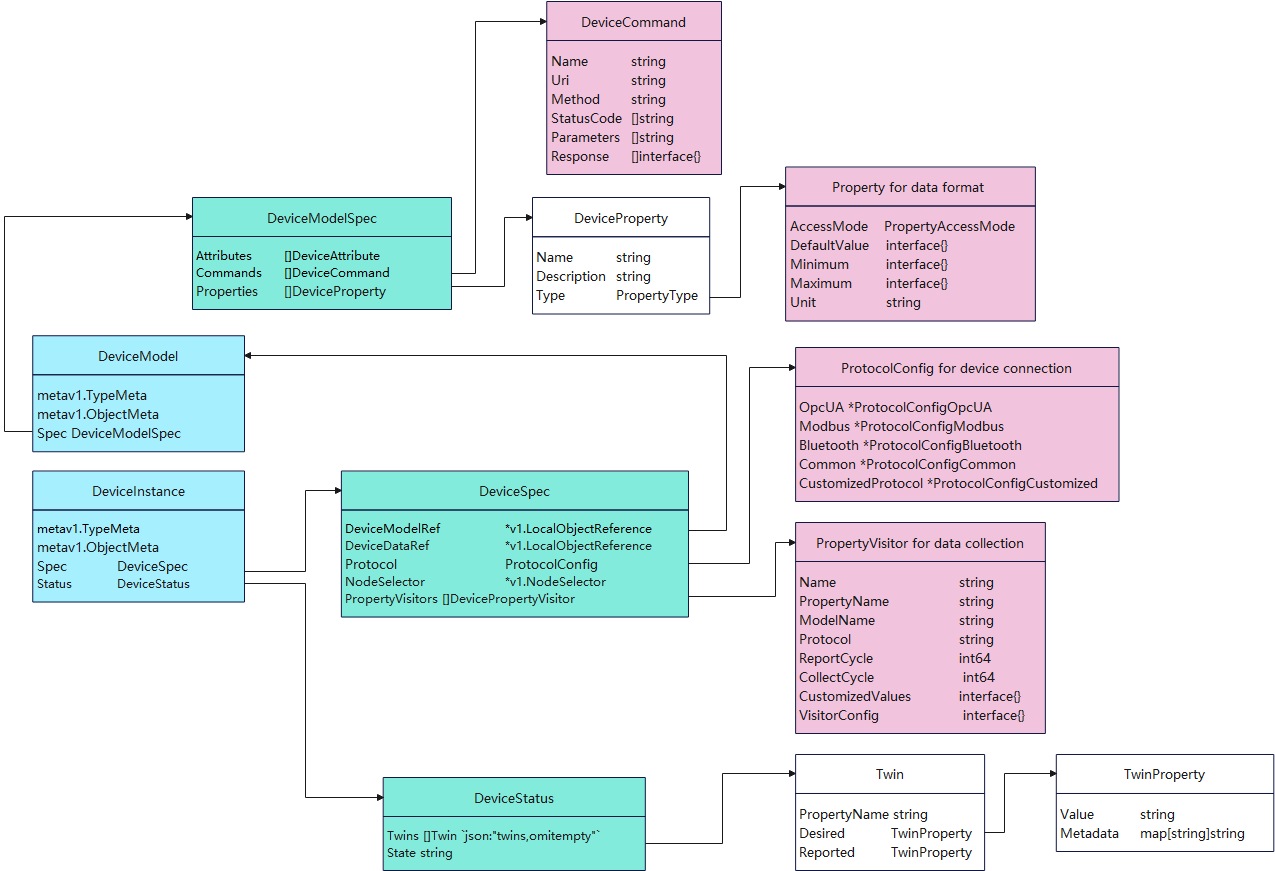 DeviceCommand
Name string
Uri string
Method string
StatusCode []string
Parameters []string
Response []interface{}
Property for data format
AccessMode PropertyAccessMode
DefaultValue interface{}
Minimum interface{}
Maximum interface{}
Unit string
DeviceModelSpec
Attributes []DeviceAttribute
Commands []DeviceCommand
Properties []DeviceProperty
DeviceProperty
Name string
Description string
Type PropertyType
DeviceModel
metav1.TypeMeta
metav1.ObjectMeta
Spec DeviceModelSpec
ProtocolConfig for device connection
OpcUA *ProtocolConfigOpcUA
Modbus *ProtocolConfigModbus
Bluetooth *ProtocolConfigBluetooth
Common *ProtocolConfigCommon
CustomizedProtocol *ProtocolConfigCustomized
DeviceInstance
metav1.TypeMeta
metav1.ObjectMeta
Spec DeviceSpec
Status DeviceStatus
DeviceSpec
DeviceModelRef *v1.LocalObjectReference
DeviceDataRef *v1.LocalObjectReference
Protocol ProtocolConfig
NodeSelector *v1.NodeSelector
PropertyVisitors []DevicePropertyVisitor
PropertyVisitor for data collection
Name string
PropertyName string
ModelName string
Protocol string
ReportCycle int64
CollectCycle int64
CustomizedValues interface{}
VisitorConfig interface{}
DeviceStatus
Twins []Twin `json:"twins,omitempty"`
State string
Twin
PropertyName string
Desired TwinProperty
Reported TwinProperty
TwinProperty
Value string
Metadata map[string]string